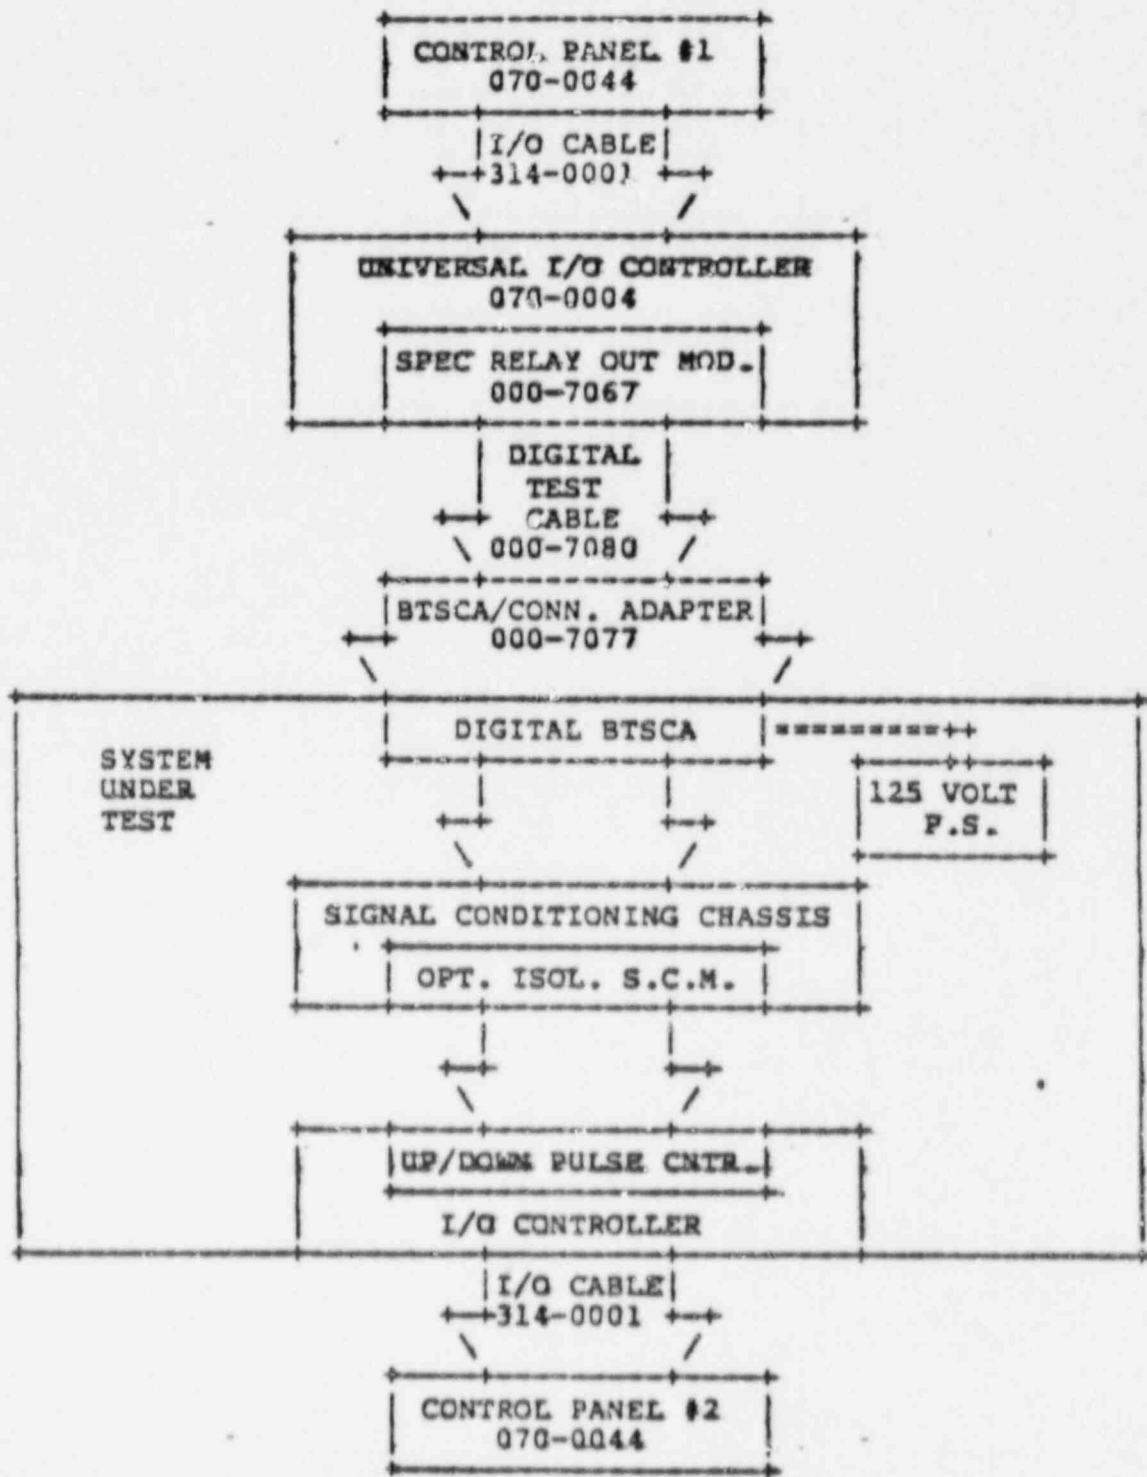 CONTROL PANEL #1
070-0044
I/O CABLE
314-0001
UNIVERSAL I/O CONTROLLER
070-0004
SPEC RELAY OUT MOD.
000-7067
DIGITAL
TEST
CABLE
000-7080
BTSCA/CONN. ADAPTER
000-7077
DIGITAL BTSCA
SYSTEM
UNDER
TEST
125 VOLT
P.S.
SIGNAL CONDITIONING CHASSIS
OPT. ISOL. S.C.M.
UP/DOWN PULSE CNTR.
I/O CONTROLLER
I/O CABLE
314-0001
CONTROL PANEL #2
070-0044